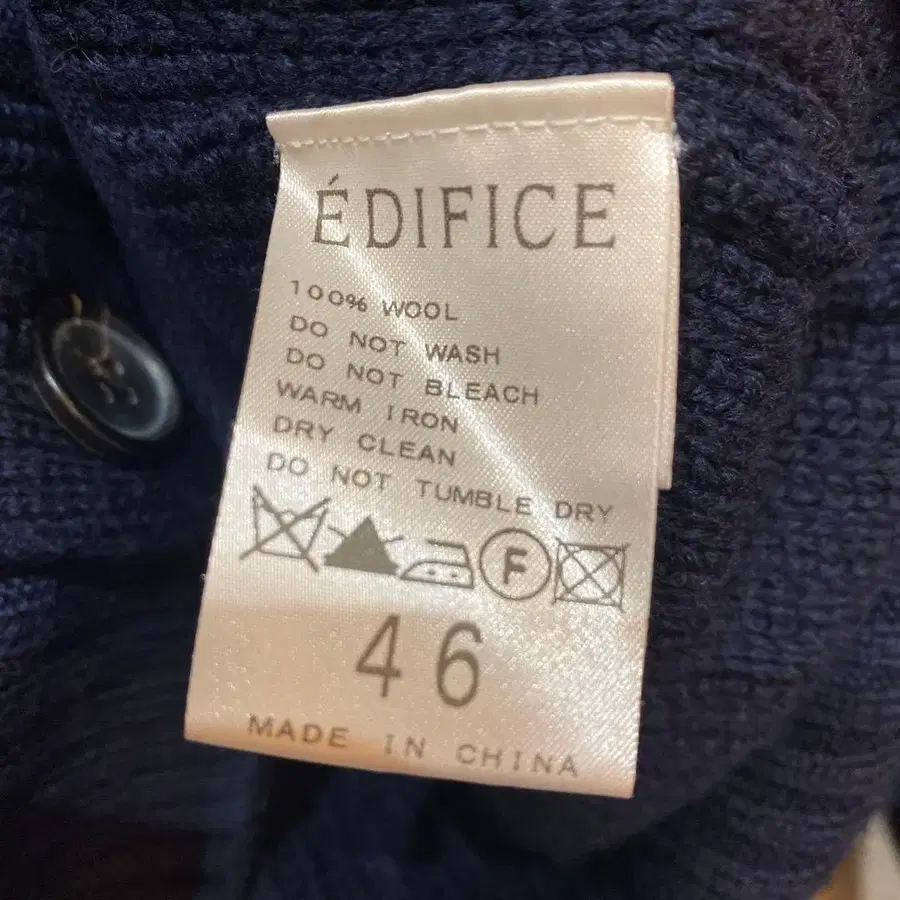 ÉDIFICE
100% WOOL
DO NOT WASH
DO NOT BLEACH
WARM IRON
DRY CLEAN
DO NOT TUMBLE DRY
F
46
MADE IN CHINA